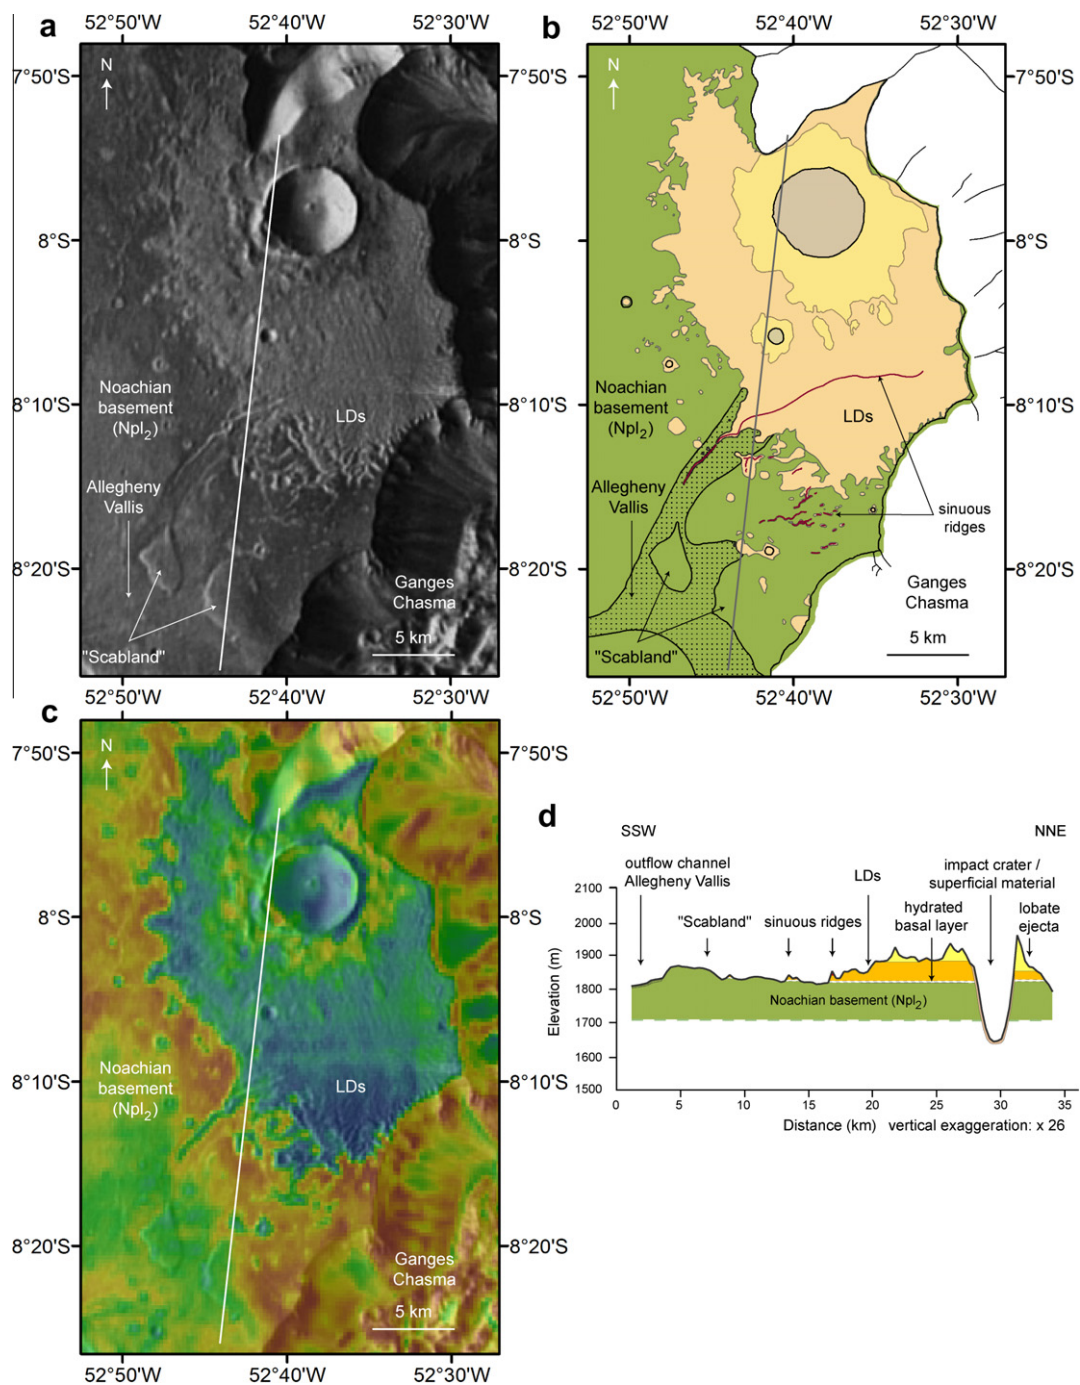 a
52°50'W 52°40'W 52°30'W
7°50'S
8°S
8°10'S
8°20'S
N
Noachian
basement
(Npl2)
LDs
Allegheny
Vallis
Ganges
Chasma
5 km
"Scabland"
52°50'W 52°40'W 52°30'W
b
52°50'W 52°40'W 52°30'W
7°50'S
8°S
8°10'S
8°20'S
N
Noachian
basement
(Npl2)
LDs
Allegheny
Vallis
sinuous
ridges
Ganges
Chasma
5 km
"Scabland"
52°50'W 52°40'W 52°30'W
c
52°50'W 52°40'W 52°30'W
7°50'S 7°50'S
8°S 8°S
8°10'S 8°10'S
8°20'S 8°20'S
N
Noachian
basement
(Npl2)
LDs
Ganges
Chasma
5 km
52°50'W 52°40'W 52°30'W
d
SSW NNE
outflow channel
Allegheny Vallis
"Scabland"
sinuous ridges
LDs
hydrated
basal layer
impact crater /
superficial material
lobate
ejecta
Noachian basement (Npl2)
Elevation (m)
2100
2000
1900
1800
1700
1600
1500
0 5 10 15 20 25 30 35
Distance (km) vertical exaggeration: x 26